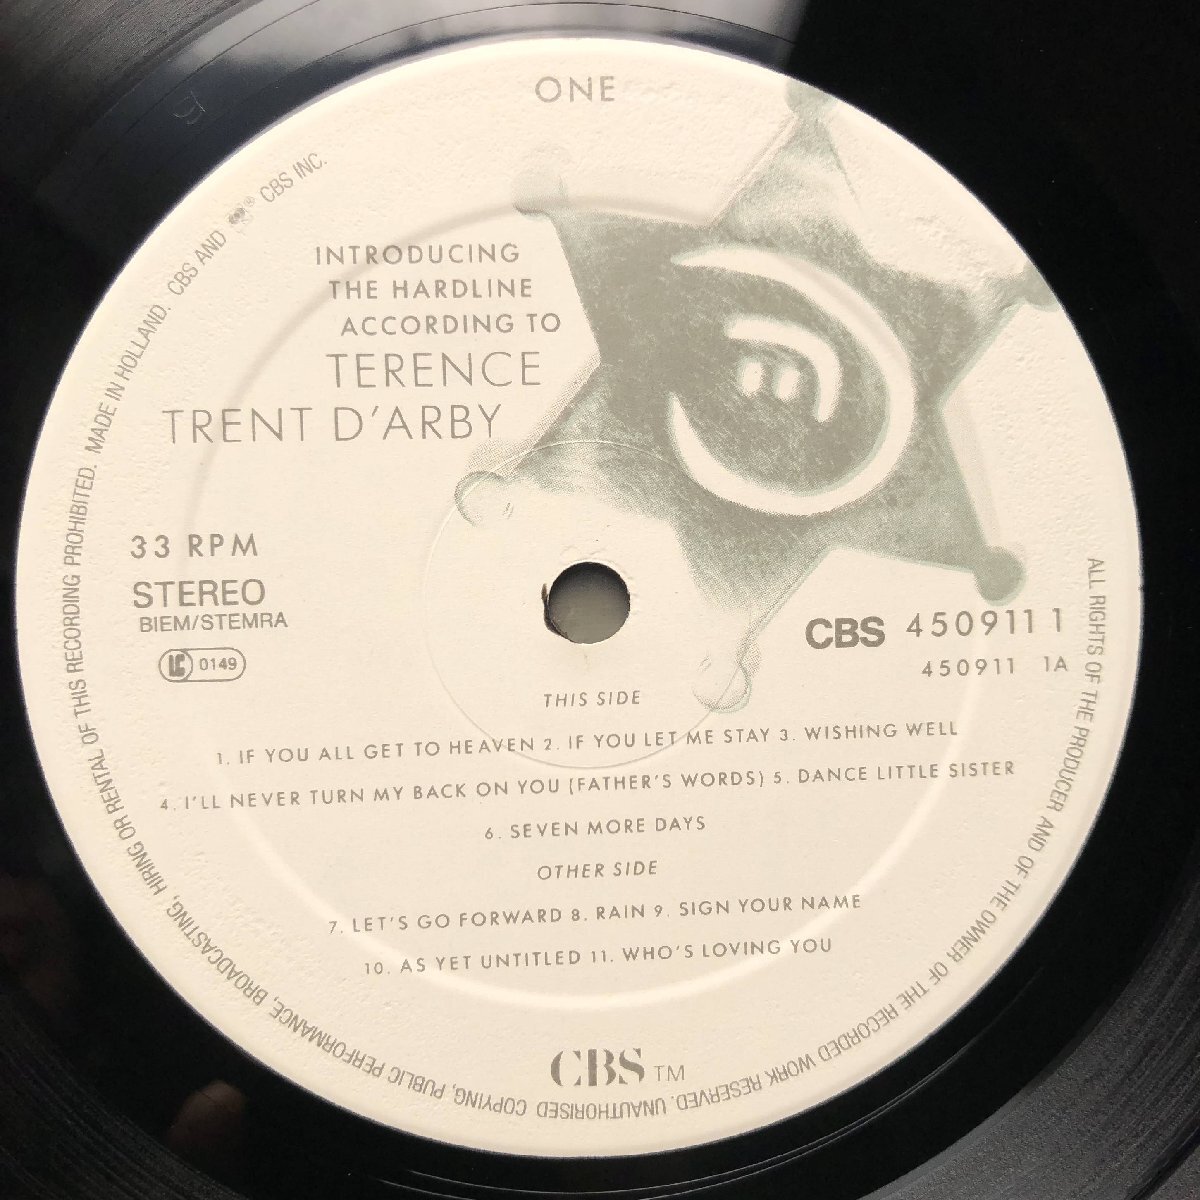 ONE
INTRODUCING
THE HARDLINE
ACCORDING TO
TERENCE
TRENT D'ARBY
33 RPM
STEREO
BIEM/STEMRA
LC 0149
CBS 450911 1
450911 1A
THIS SIDE
1. IF YOU ALL GET TO HEAVEN 2. IF YOU LET ME STAY 3. WISHING WELL
4. I'LL NEVER TURN MY BACK ON YOU (FATHER'S WORDS) 5. DANCE LITTLE SISTER
6. SEVEN MORE DAYS
OTHER SIDE
7. LET'S GO FORWARD 8. RAIN 9. SIGN YOUR NAME
10. AS YET UNTITLED 11. WHO'S LOVING YOU
CBS TM
ALL RIGHTS OF THE PRODUCER AND OF THE OWNER OF THE RECORDED WORK RESERVED. UNAUTHORISED COPYING, PUBLIC PERFORMANCE, BROADCASTING, HIRING OR RENTAL OF THIS RECORDING PROHIBITED. MADE IN HOLLAND. CBS AND ® CBS INC.